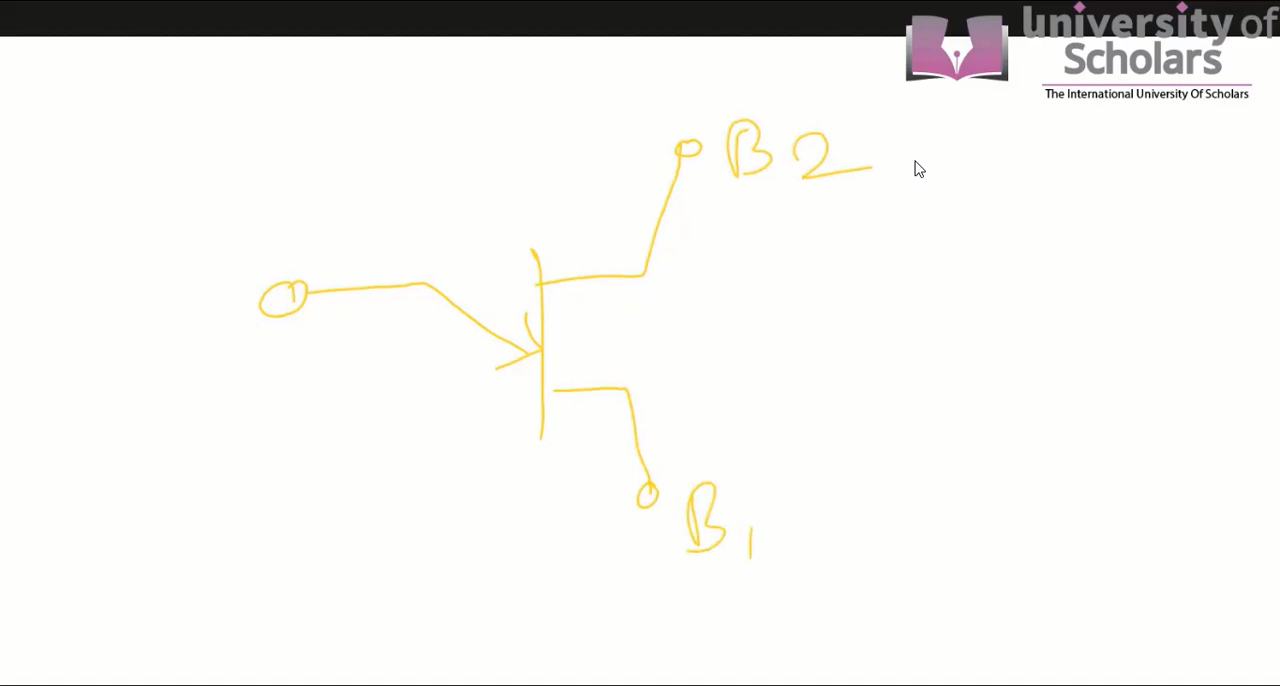 university of
Scholars
The International University Of Scholars
B2
B1